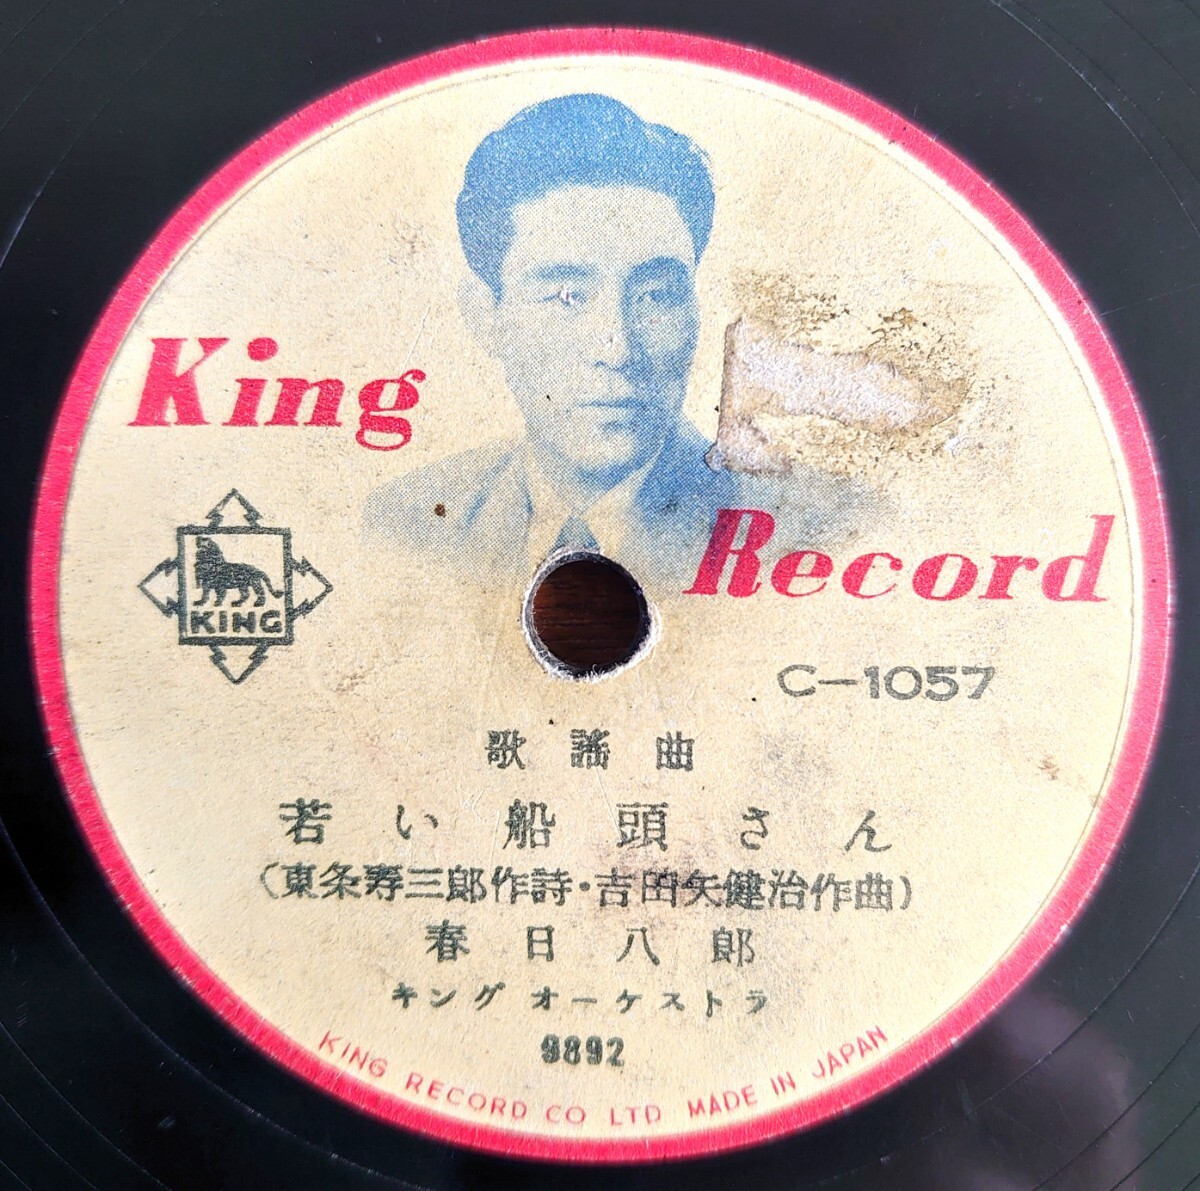 King
Record
KING
C-1057
歌謡曲
若い船頭さん
(東条寿三郎作詩・吉田矢健治作曲)
春日八郎
キングオーケストラ
9892
KING RECORD CO LTD MADE IN JAPAN